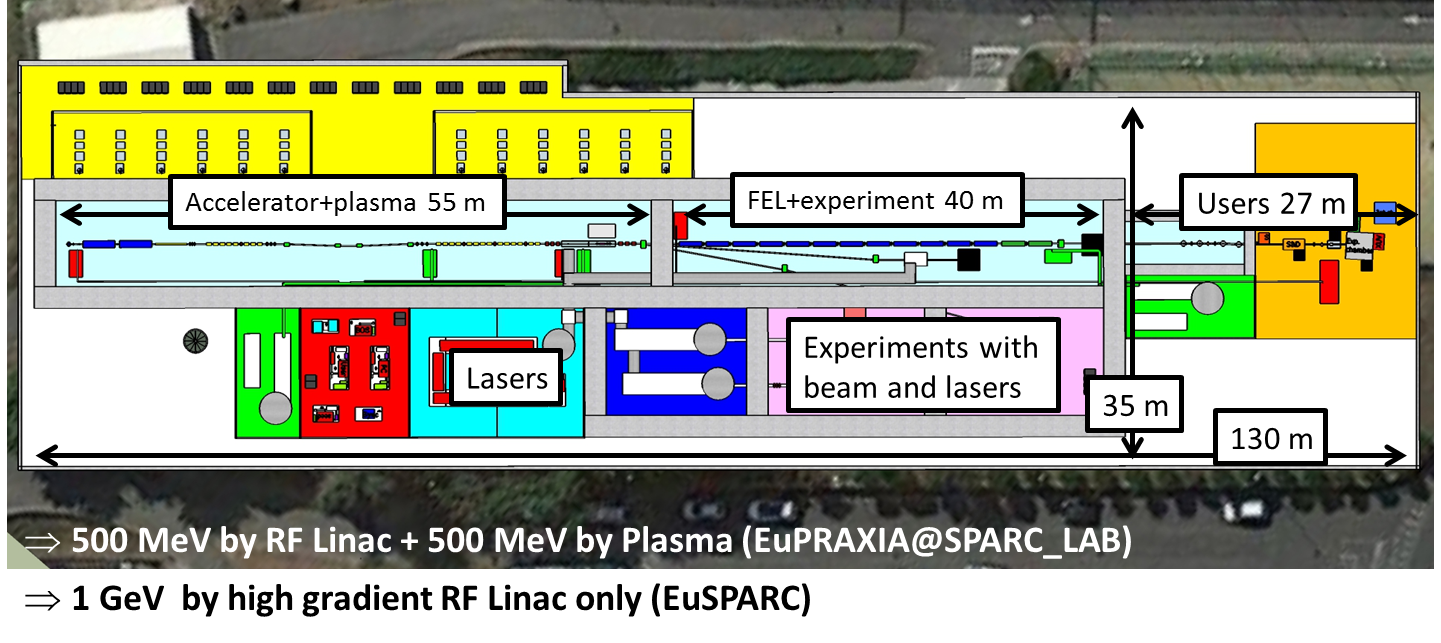 Accelerator+plasma 55 m
FEL+experiment 40 m
Users 27 m
Lasers
Experiments with
beam and lasers
35 m
130 m
⇒ 500 MeV by RF Linac + 500 MeV by Plasma (EuPRAXIA@SPARC_LAB)
⇒ 1 GeV by high gradient RF Linac only (EuSPARC)